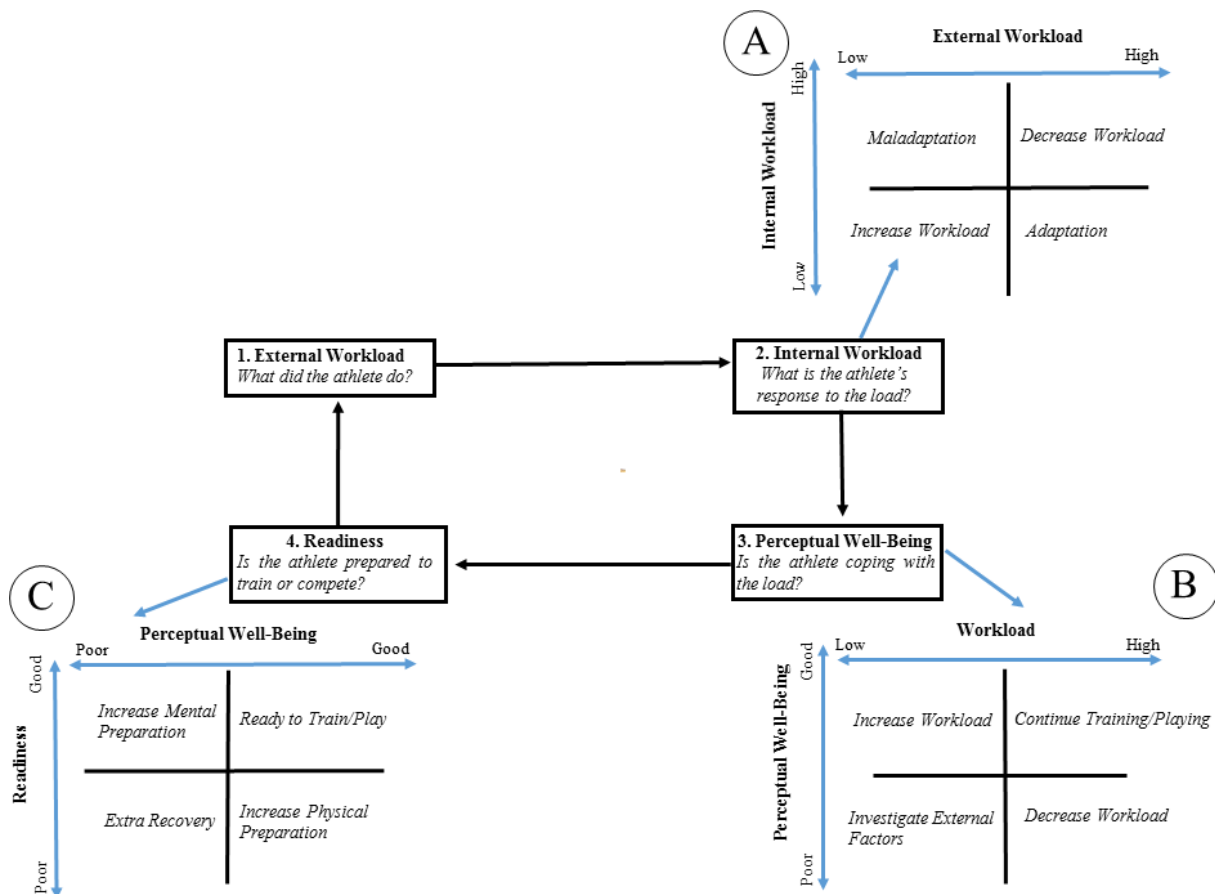 A
External Workload
Low
High
High
Internal Workload
Low
Maladaptation
Decrease Workload
Increase Workload
Adaptation
1. External Workload
What did the athlete do?
2. Internal Workload
What is the athlete's
response to the load?
4. Readiness
Is the athlete prepared to
train or compete?
3. Perceptual Well-Being
Is the athlete coping with
the load?
C
Perceptual Well-Being
Poor
Good
Good
Readiness
Poor
Increase Mental
Preparation
Ready to Train/Play
Extra Recovery
Increase Physical
Preparation
B
Workload
Low
High
Good
Perceptual Well-Being
Poor
Increase Workload
Continue Training/Playing
Investigate External
Factors
Decrease Workload